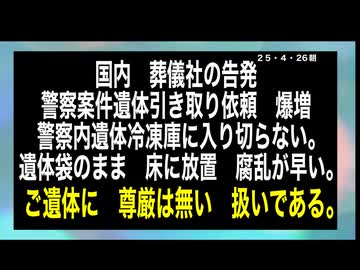 25・4・26朝
国内　葬儀社の告発
警察案件遺体引き取り依頼　爆増
警察内遺体冷凍庫に入り切らない。
遺体袋のまま　床に放置　腐乱が早い。
ご遺体に　尊厳は無い　扱いである。